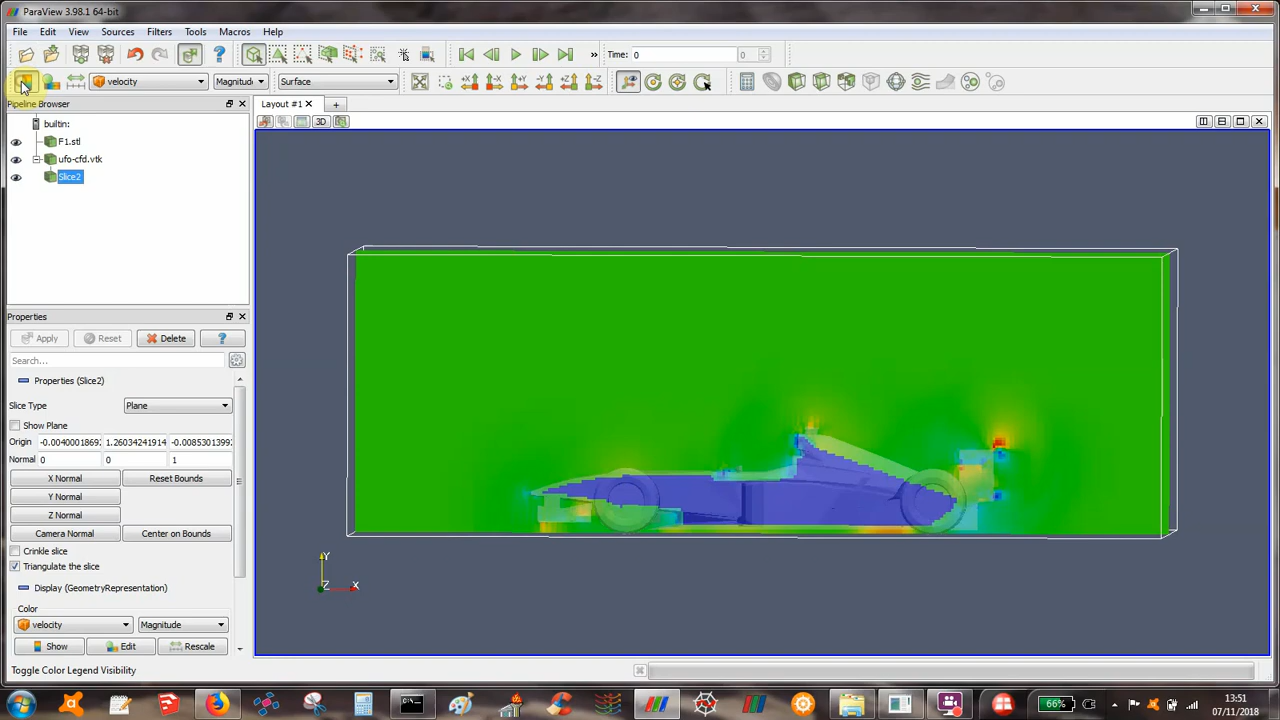 ParaView 3.98.1 64-bit
File Edit View Sources Filters Tools Macros Help
Time: 0 0
velocity Magnitud Surface
Pipeline Browser
Layout #1
3D
builtin:
F1.stl
ufo-cfd.vtk
Slice2
Properties
Apply Reset Delete ?
Search...
Properties (Slice2)
Slice Type Plane
Show Plane
Origin -0.00400018692 1.26034241914 -0.0085301399
Normal 0 0 1
X Normal Reset Bounds
Y Normal
Z Normal
Camera Normal Center on Bounds
Crinkle slice
Triangulate the slice
Display (GeometryRepresentation)
Color
velocity Magnitude
Show Edit Rescale
Y
Z X
Toggle Color Legend Visibility
66%
13:51
07/11/2018